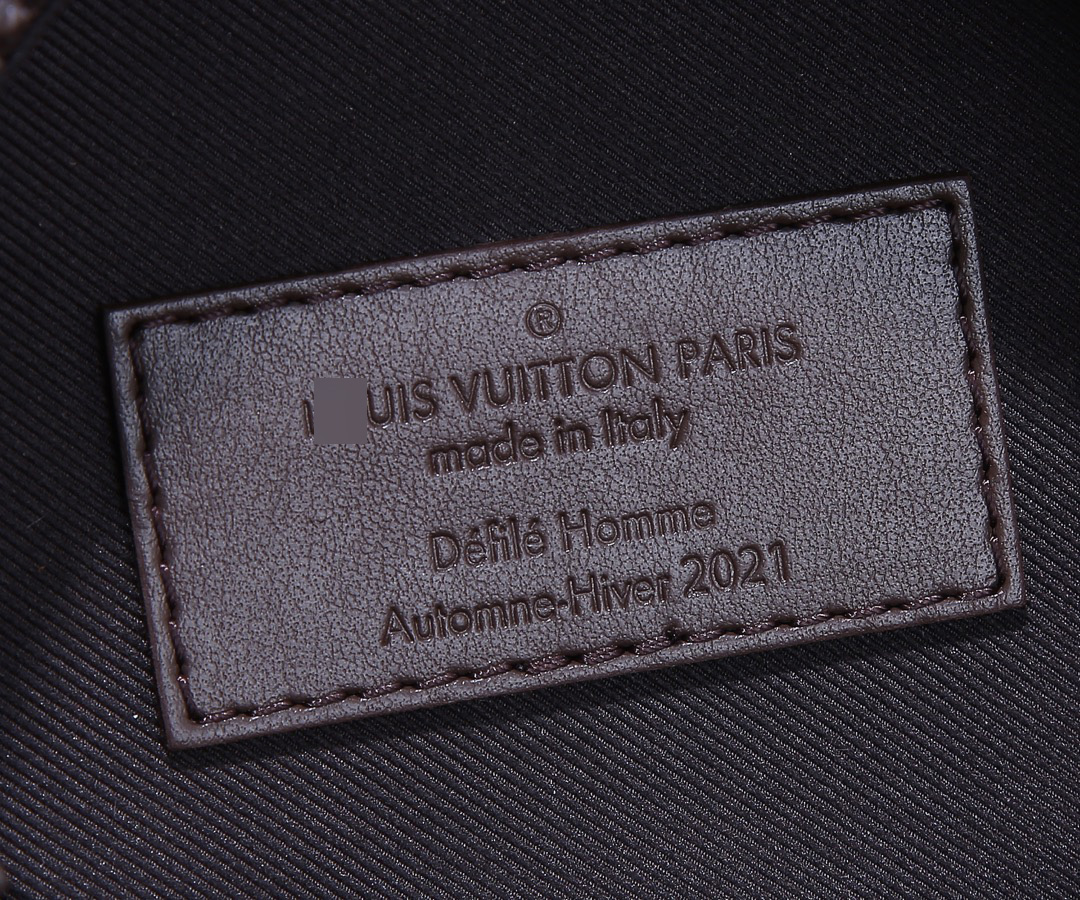 ®
UIS VUITTON PARIS
made in Italy
Défilé Homme
Automne-Hiver 2021